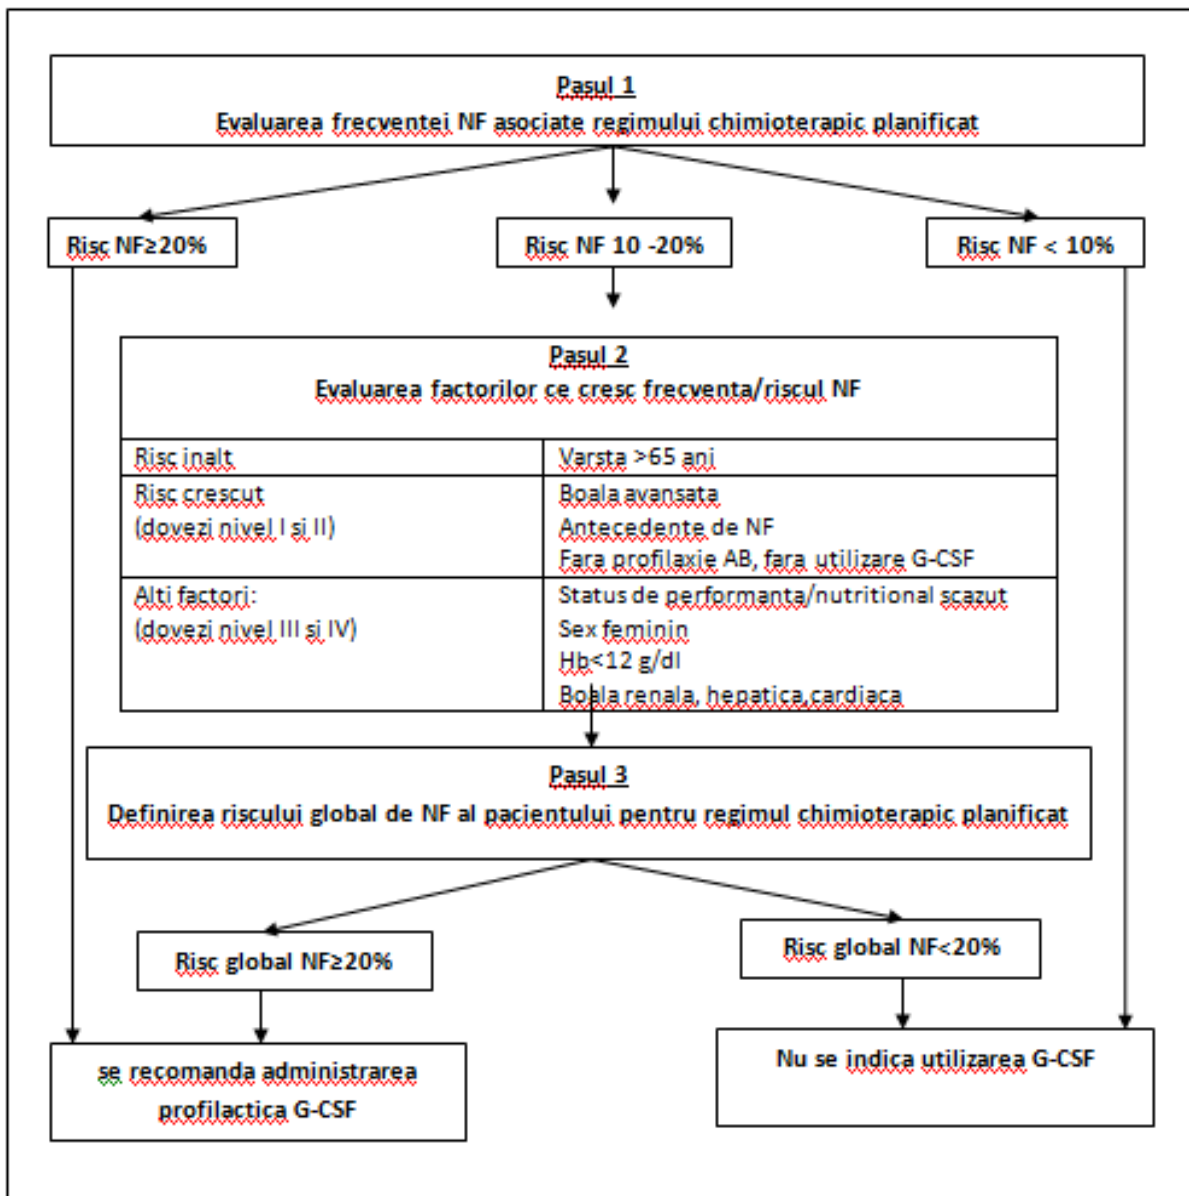 Pasul 1
Evaluarea frecventei NF asociate regimului chimioterapic planificat
Risc NF≥20%
Risc NF 10 -20%
Risc NF < 10%
Pasul 2
Evaluarea factorilor ce cresc frecventa/riscul NF
Risc inalt
Varsta >65 ani
Risc crescut
(dovezi nivel I si II)
Boala avansata
Antecedente de NF
Fara profilaxie AB, fara utilizare G-CSF
Alti factori:
(dovezi nivel III si IV)
Status de performanta/nutritional scazut
Sex feminin
Hb<12 g/dl
Boala renala, hepatica,cardiaca
Pasul 3
Definirea riscului global de NF al pacientului pentru regimul chimioterapic planificat
Risc global NF≥20%
Risc global NF<20%
se recomanda administrarea
profilactica G-CSF
Nu se indica utilizarea G-CSF